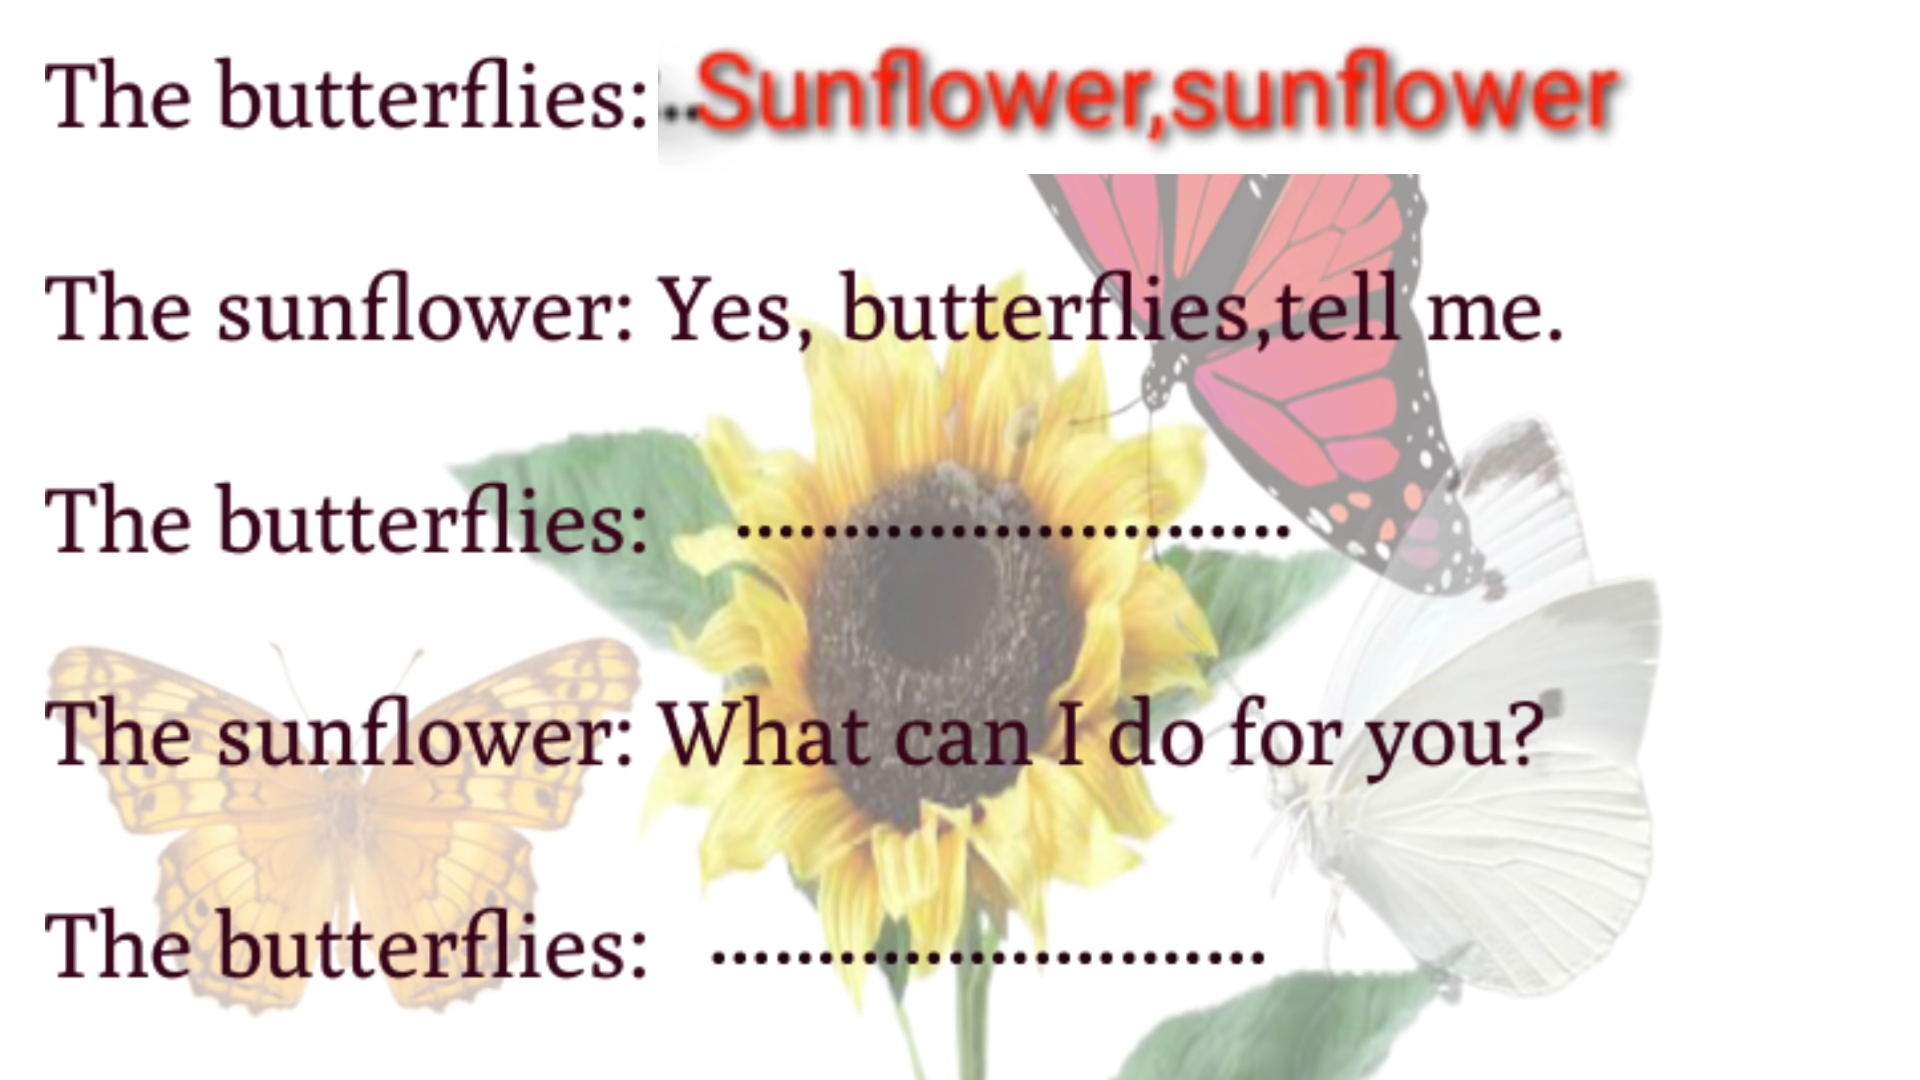 The butterflies: ..Sunflower,sunflower
The sunflower: Yes, butterflies,tell me.
The butterflies: ..........................
The sunflower: What can I do for you?
The butterflies: ..........................